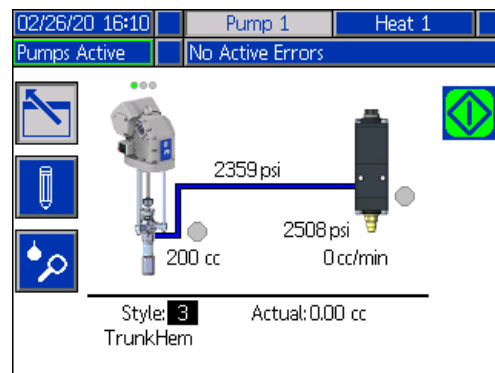 02/26/20 16:10 Pump 1 Heat 1
Pumps Active No Active Errors
2359 psi
2508 psi
200 cc 0 cc/min
Style: 3 Actual: 0.00 cc
TrunkHem